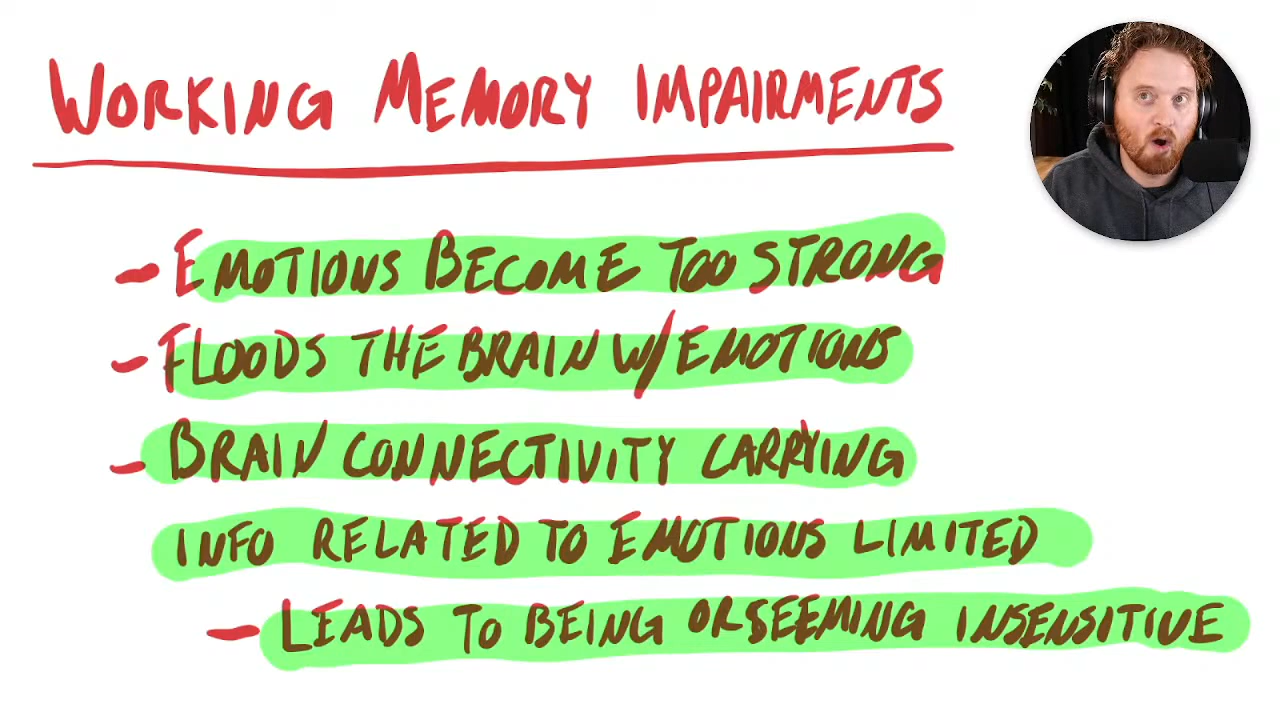 WORKING MEMORY IMPAIRMENTS
- EMOTIOUS BECOME TOO STRONG
- FLOODS THE BRAIN W/ EMOTIONS
- BRAIN CONNECTIVITY CARRYING
INFO RELATED TO EMOTIONS LIMITED
- LEADS TO BEING OR SEEMING INSENSITIVE